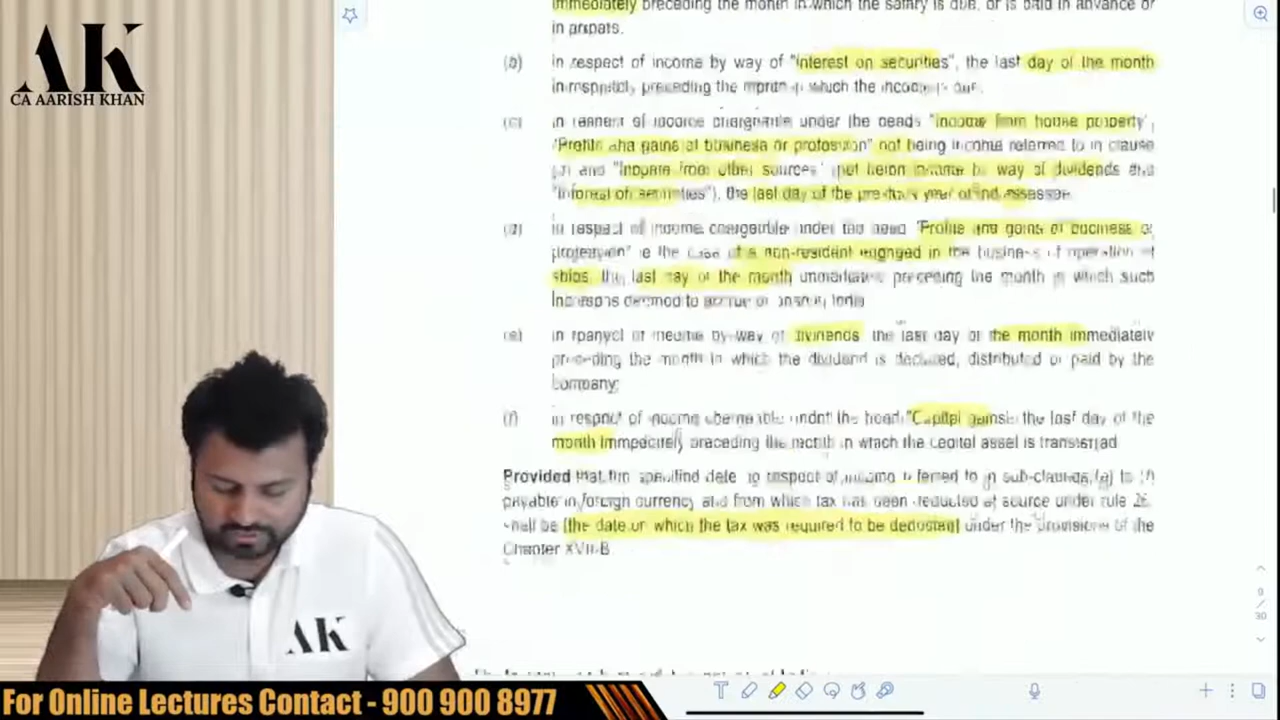 AK
CA AARISH KHAN
immediately preceding the month in which the salary is due, or is paid in advance or
in
(b) in respect of income by way of "Interest on securities", the last day of the month
preceding the month in which the income is due.
(c) in respect of income chargeable under the heads "Income from house property",
"Profits and gains of business or profession" not being income referred to in clause
and "Income from other sources" (not being income by way of dividends and
"Interest on securities"), the last day of the previous year of the assessee
(d) in respect of income chargeable under the head "Profits and gains of business or
profession" in the case of a non-resident engaged in the business of operation of
ships, the last day of the month immediately preceding the month in which such
deemed to accrue or arise in India
(e) in respect of income by way of dividends the last day of the month immediately
preceding the month in which the dividend is declared, distributed or paid by the
company;
(f) in respect of income chargeable under the head "Capital gains the last day of the
month immediately preceding the month in which the capital asset is transferred
Provided that the specified date in respect of income referred to in sub-clauses (a) to (f)
payable in foreign currency and from which tax has been deducted at source under rule 26
shall be the date on which the tax was required to be deducted under the provisions of the
Chapter XVII-B
9
/
30
AK
For Online Lectures Contact - 900 900 8977
T